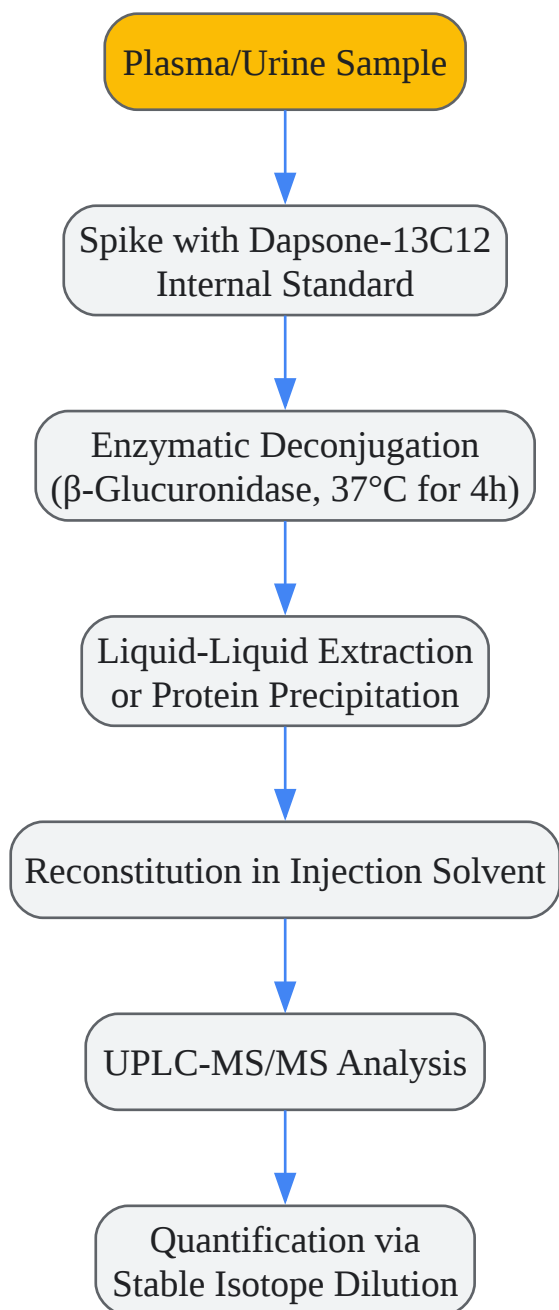 Plasma/Urine Sample
Spike with Dapsone-13C12
Internal Standard
Enzymatic Deconjugation
(β-Glucuronidase, 37°C for 4h)
Liquid-Liquid Extraction
or Protein Precipitation
Reconstitution in Injection Solvent
UPLC-MS/MS Analysis
Quantification via
Stable Isotope Dilution